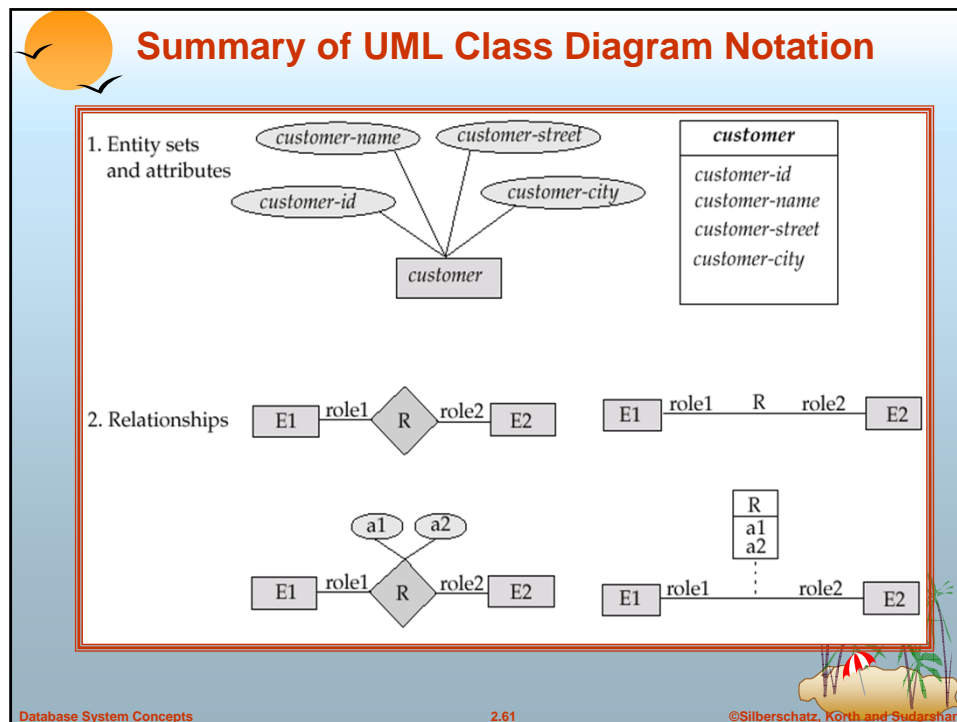 Summary of UML Class Diagram Notation
1. Entity sets
and attributes
customer-name
customer-street
customer-id
customer-city
customer
customer
customer-id
customer-name
customer-street
customer-city
2. Relationships
E1 role1 R role2 E2
E1 role1 R role2 E2
a1 a2
E1 role1 R role2 E2
R
a1
a2
E1 role1 role2 E2
Database System Concepts 2.61 ©Silberschatz, Korth and Sudarshan